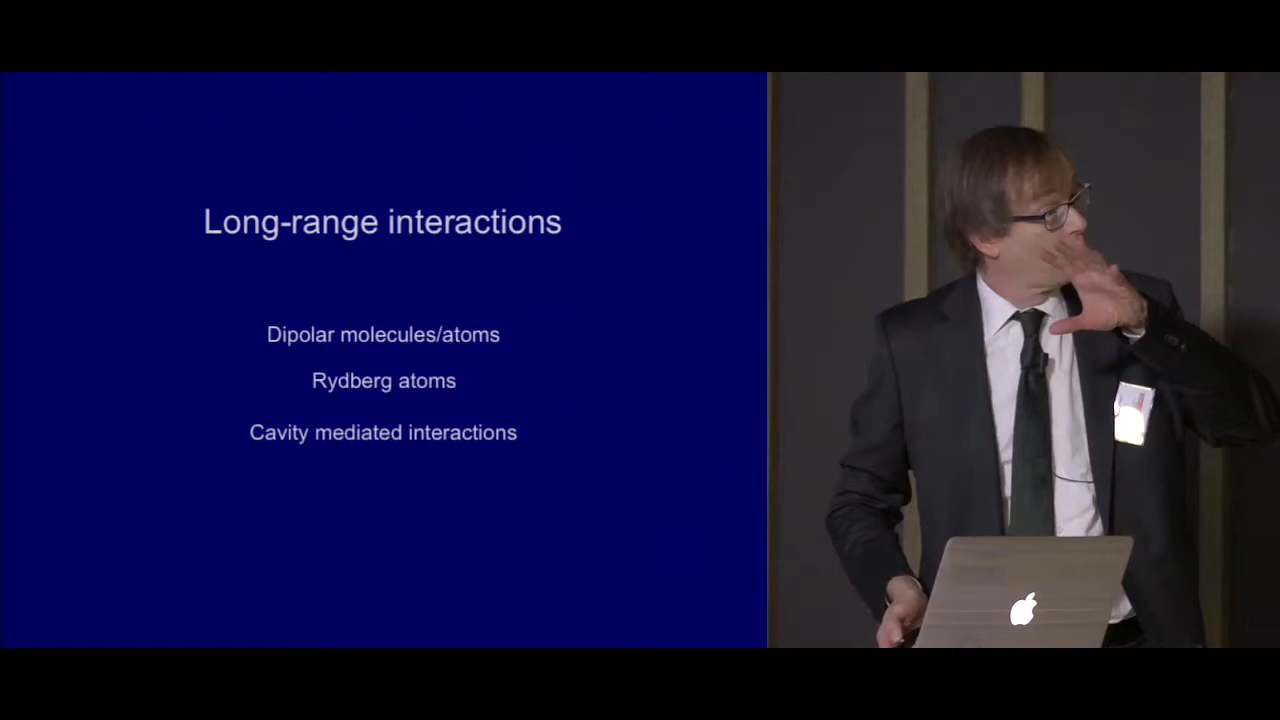 Long-range interactions
Dipolar molecules/atoms
Rydberg atoms
Cavity mediated interactions